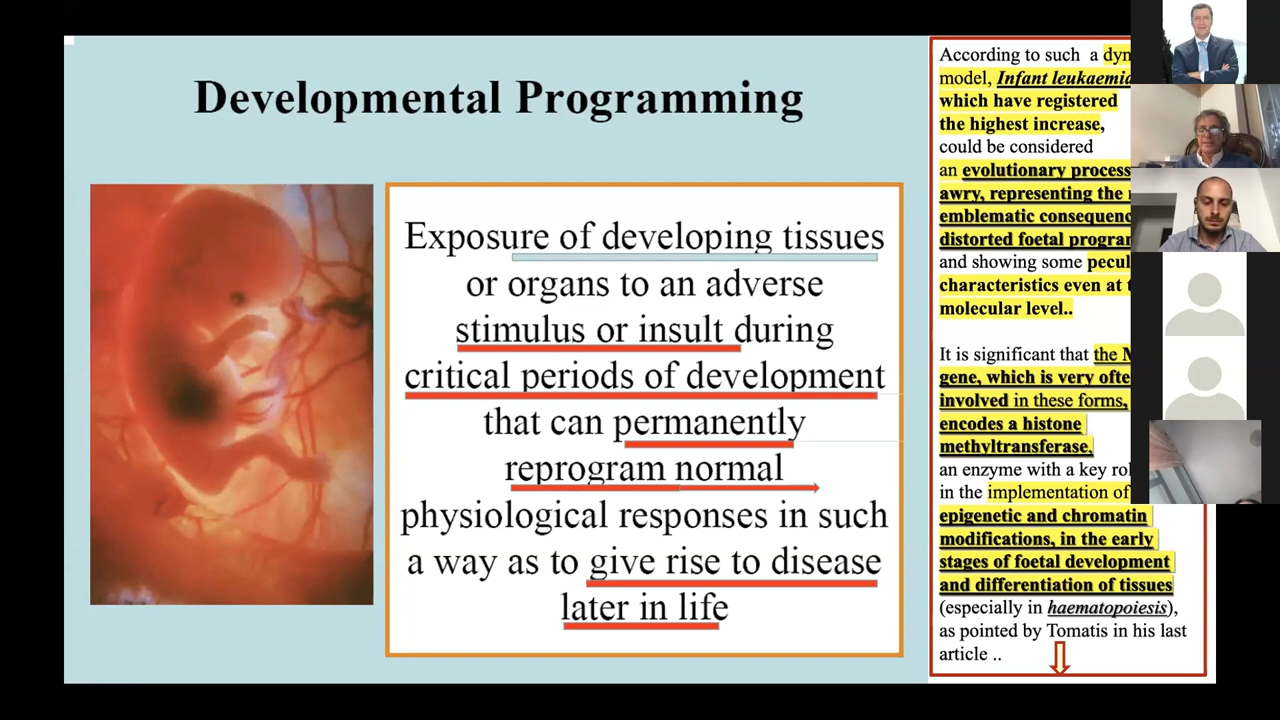 Developmental Programming
Exposure of developing tissues
or organs to an adverse
stimulus or insult during
critical periods of development
that can permanently
reprogram normal
physiological responses in such
a way as to give rise to disease
later in life
According to such a
model, Infant
which have registered
the highest increase,
could be considered
an evolutionary process
awry, representing the
emblematic
distorted foetal
and showing some
characteristics even at
molecular level..
It is significant that the
gene, which is very
involved in these forms,
encodes a histone
methyltransferase,
an enzyme with a key
in the implementation of
epigenetic and chromatin
modifications, in the early
stages of foetal development
and differentiation of tissues
(especially in haematopoiesis),
as pointed by Tomatis in his last
article ..